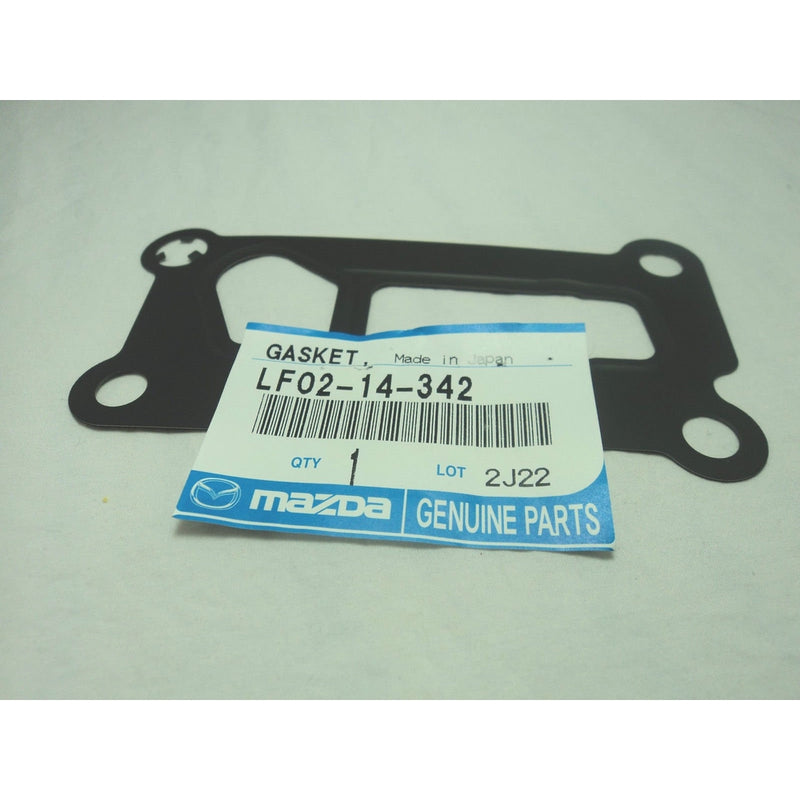 GASKET, Made in Japan
LF02-14-342
QTY 1 LOT 2J22
mazda GENUINE PARTS